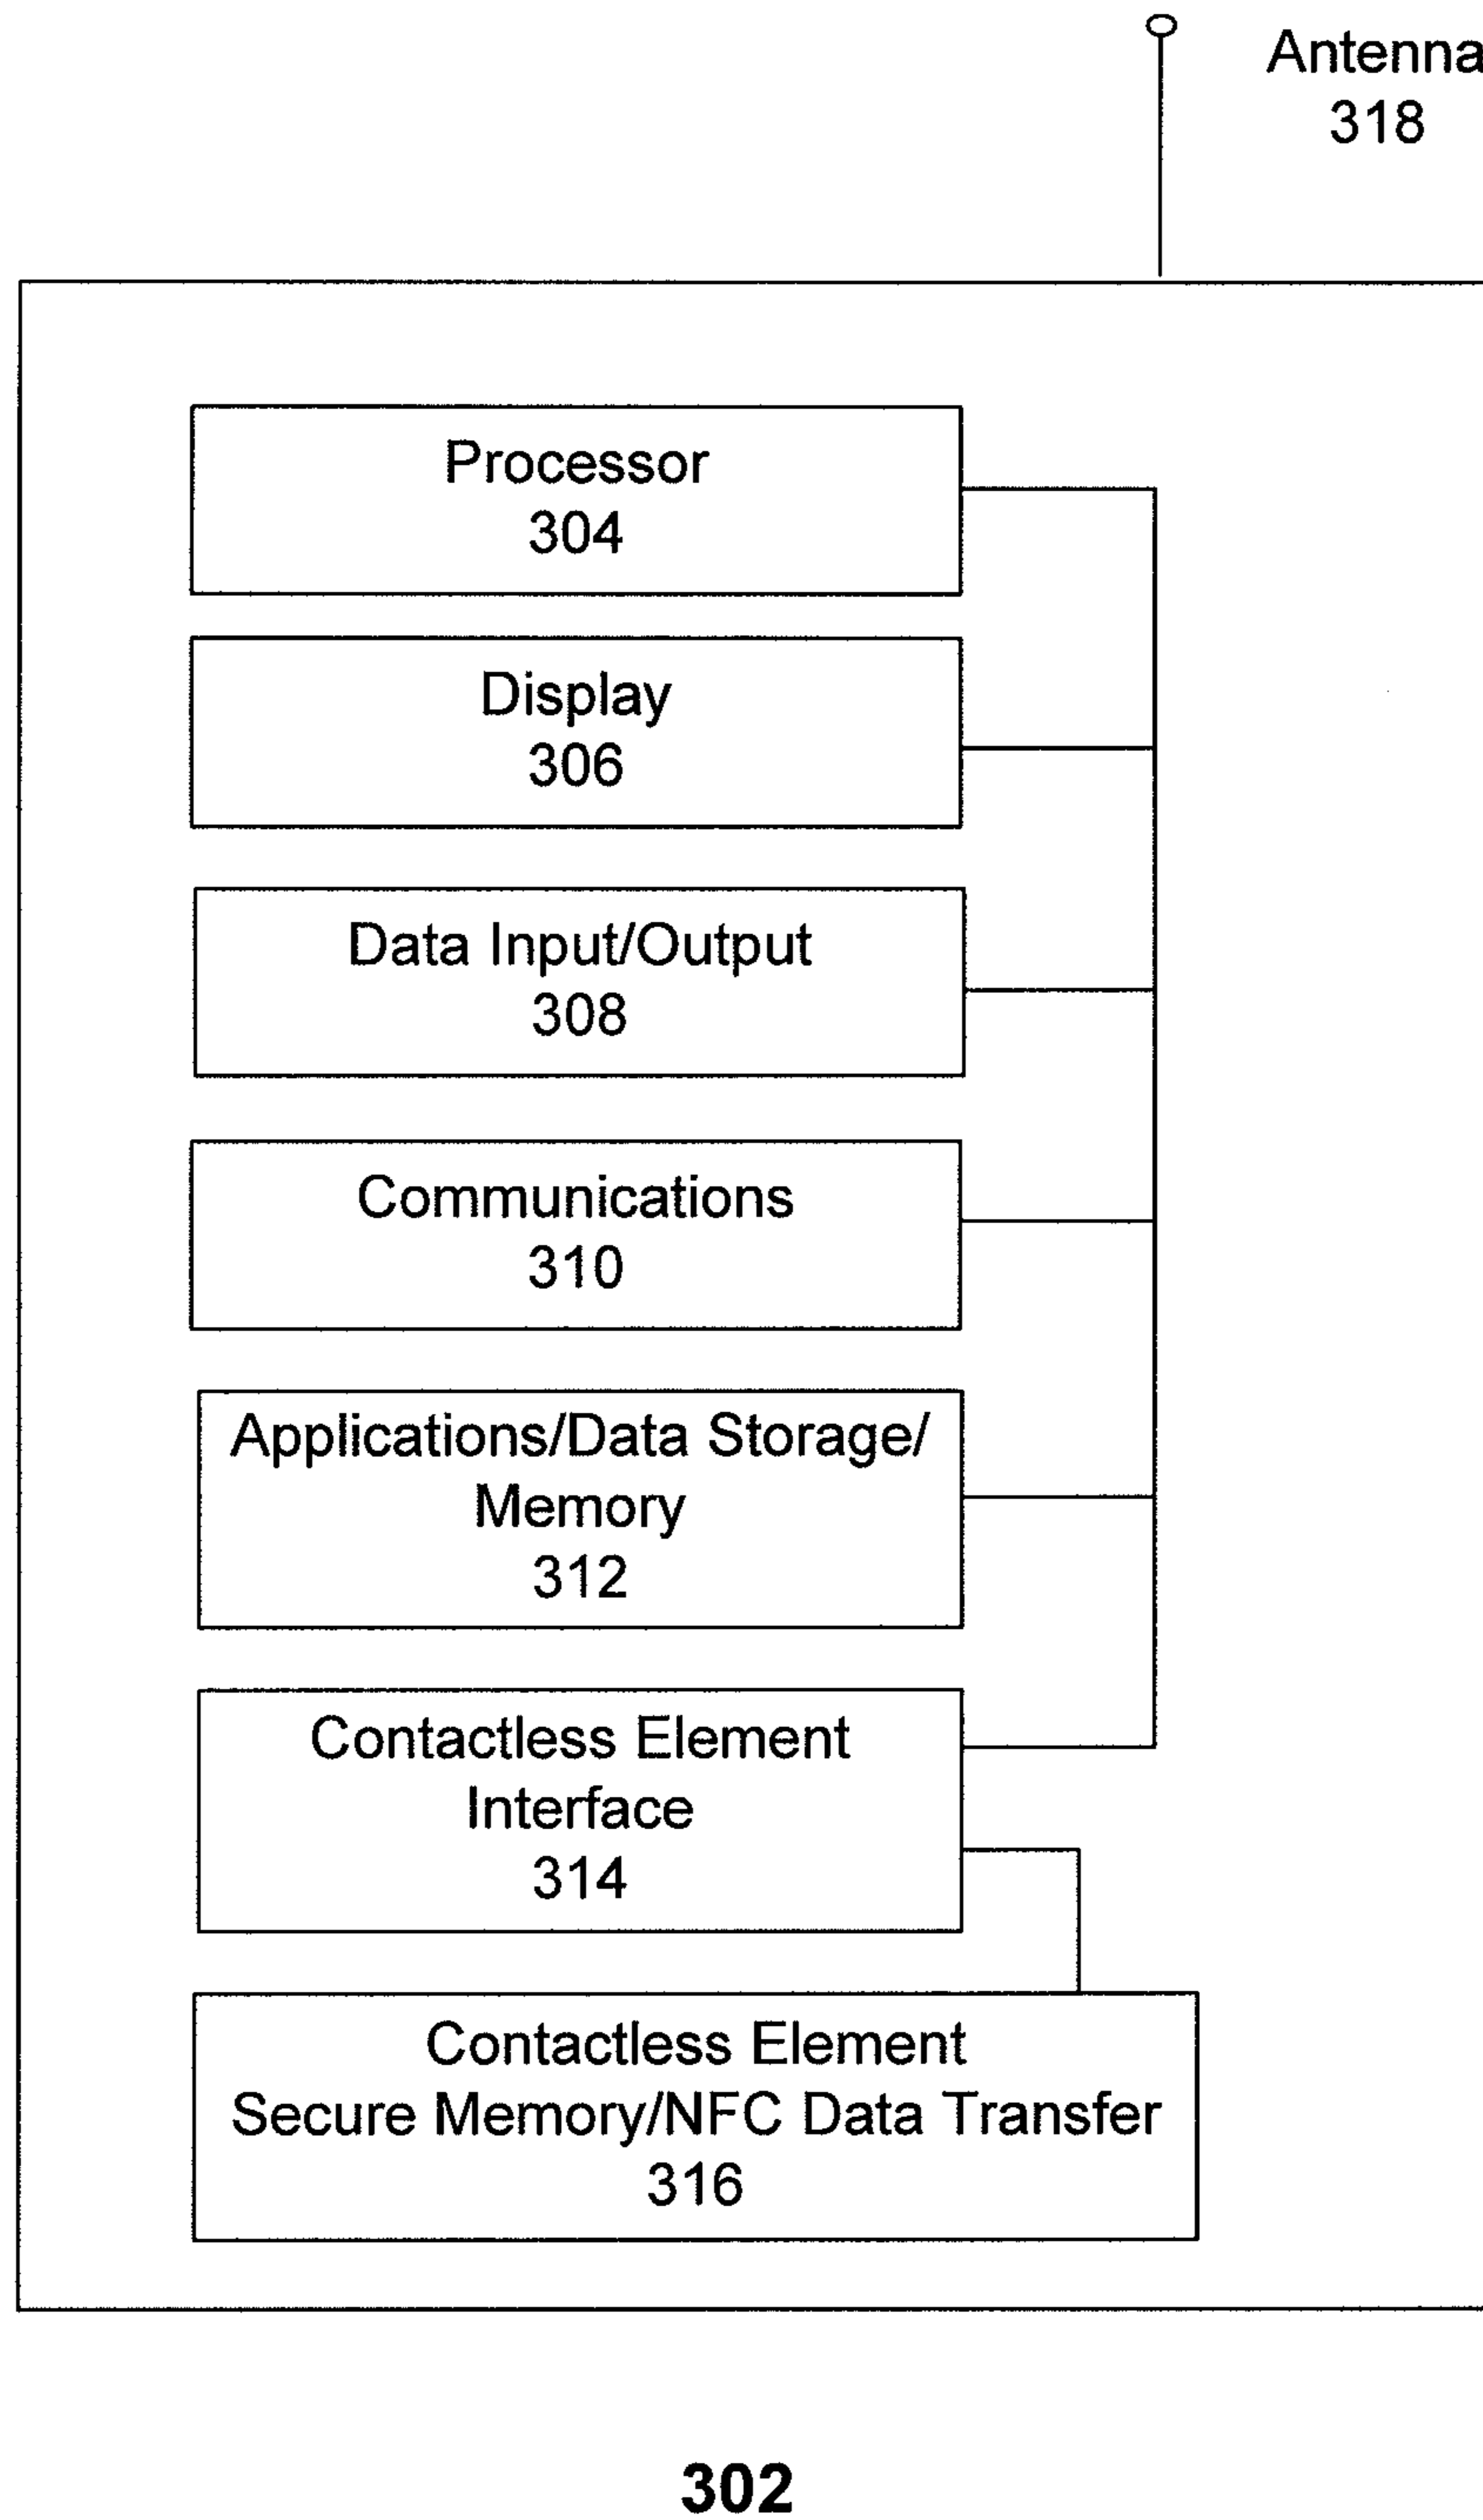 Antenna
318
Processor
304
Display
306
Data Input/Output
308
Communications
310
Applications/Data Storage/
Memory
312
Contactless Element
Interface
314
Contactless Element
Secure Memory/NFC Data Transfer
316
302